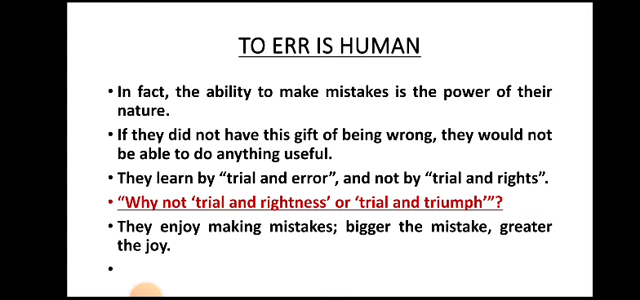 TO ERR IS HUMAN
• In fact, the ability to make mistakes is the power of their
nature.
• If they did not have this gift of being wrong, they would not
be able to do anything useful.
• They learn by “trial and error”, and not by “trial and rights”.
• “Why not ‘trial and rightness’ or ‘trial and triumph’”?
• They enjoy making mistakes; bigger the mistake, greater
the joy.
•